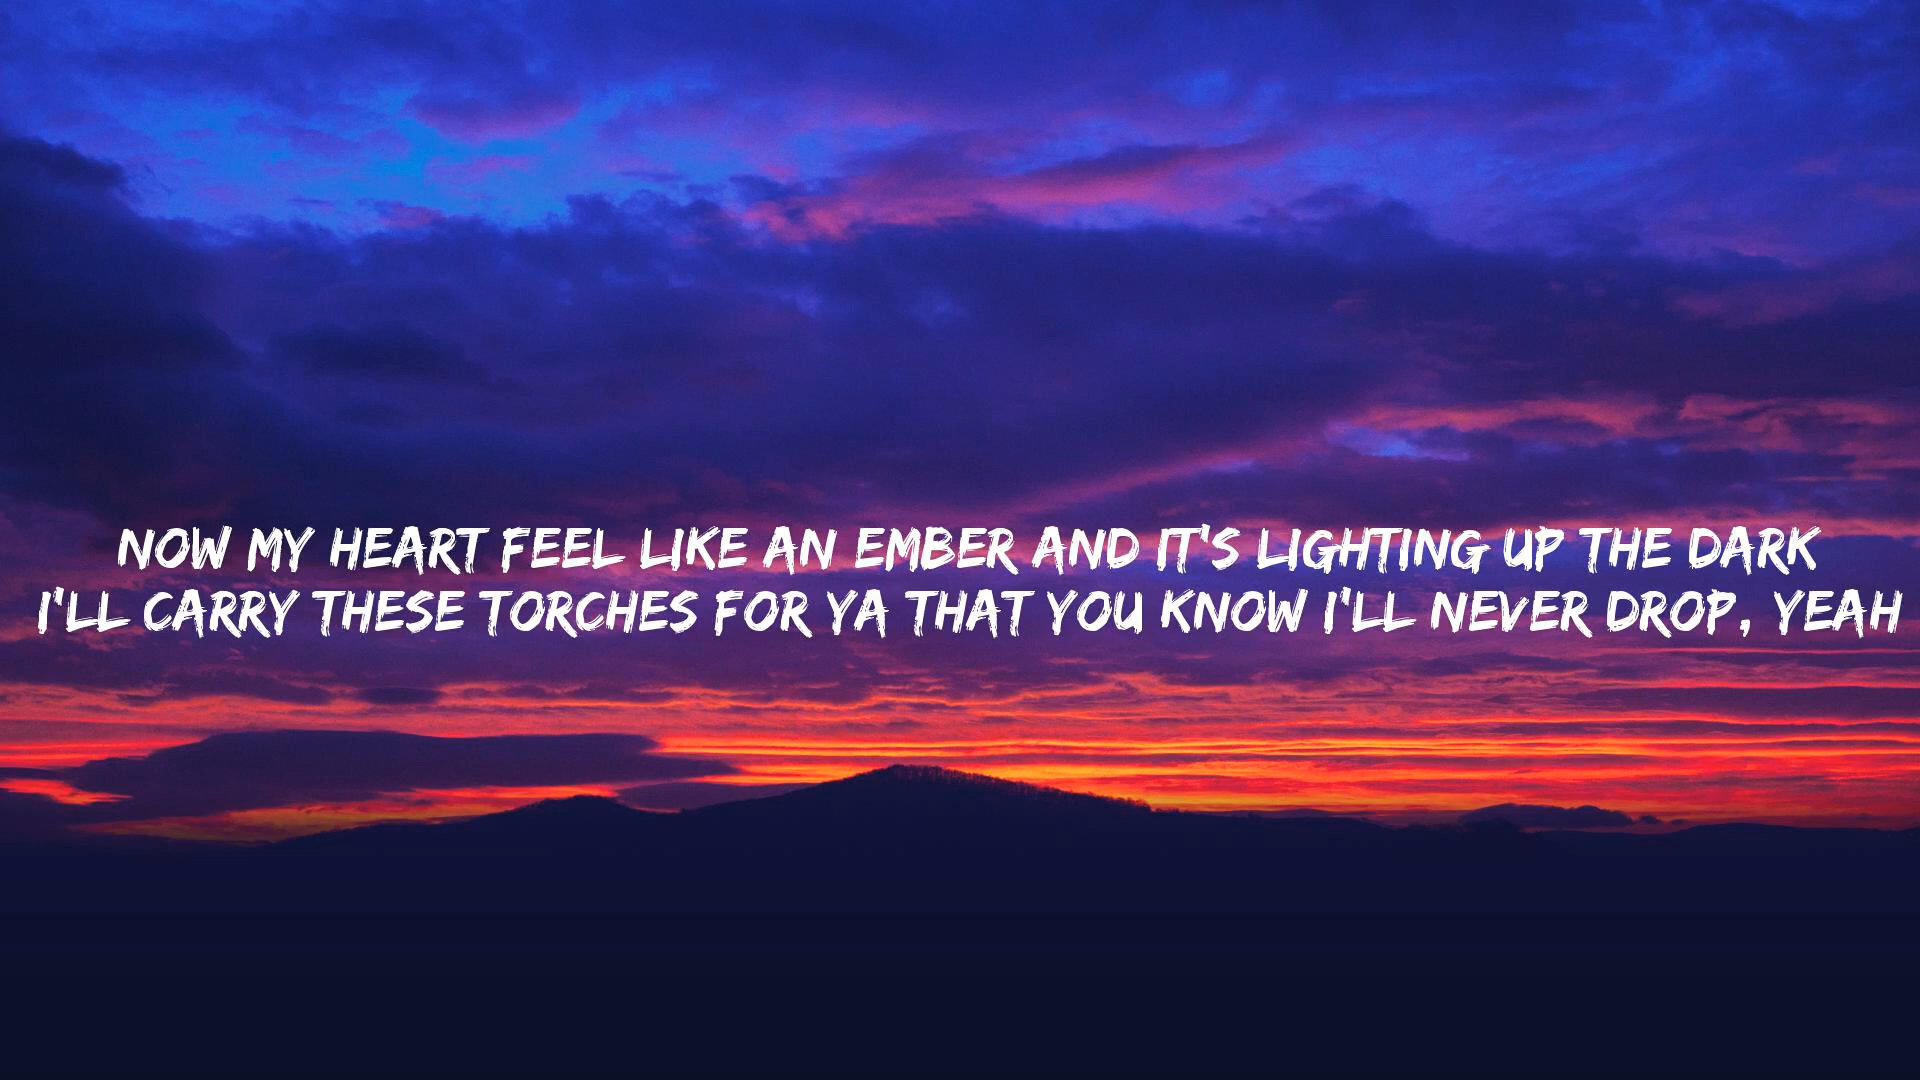 NOW MY HEART FEEL LIKE AN EMBER AND IT'S LIGHTING UP THE DARK
I'LL CARRY THESE TORCHES FOR YA THAT YOU KNOW I'LL NEVER DROP, YEAH